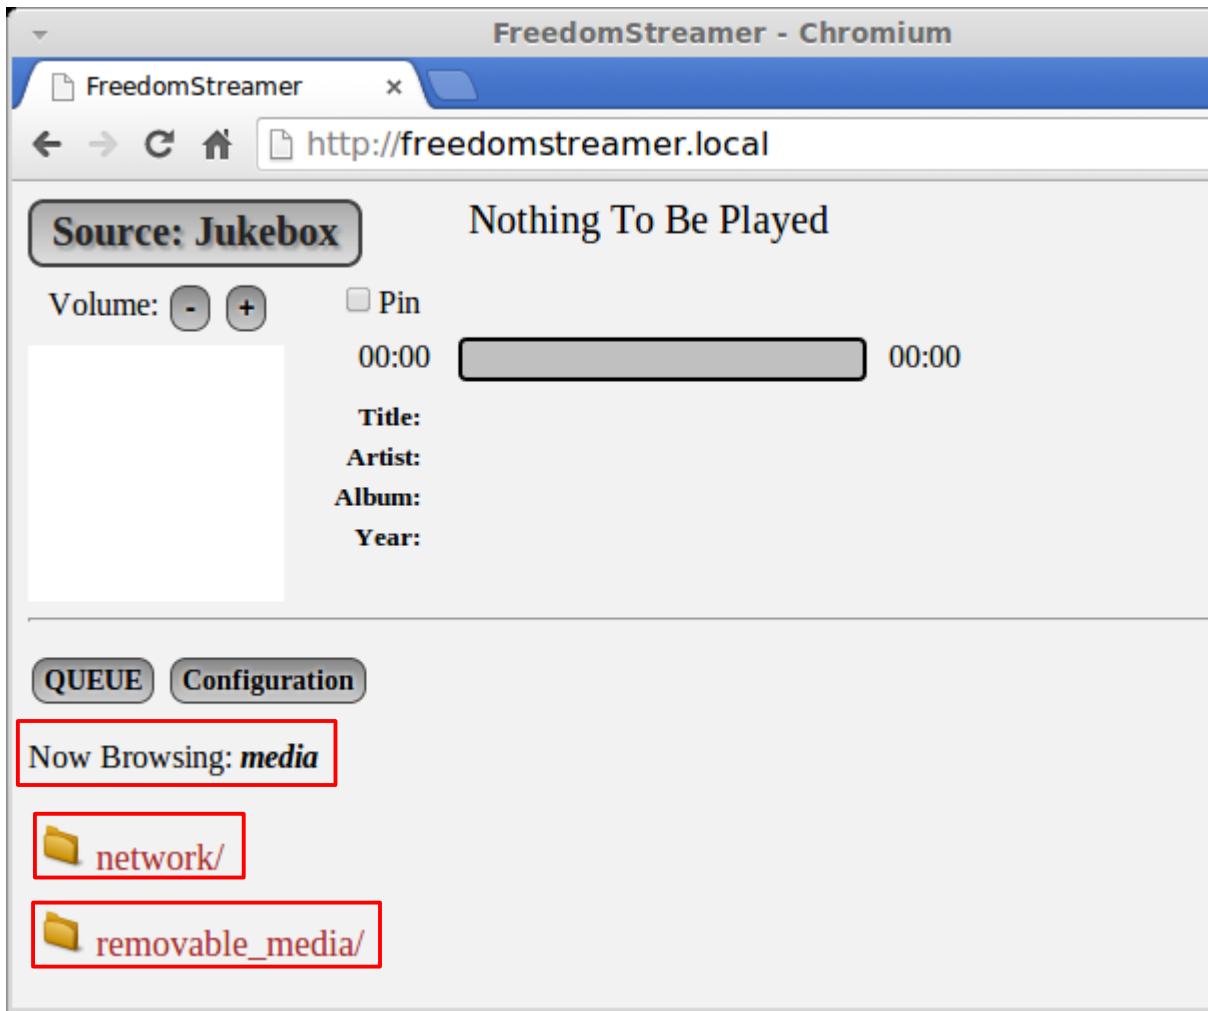 FreedomStreamer - Chromium
FreedomStreamer ×
http://freedomstreamer.local
Source: Jukebox Nothing To Be Played
Volume: - + Pin
00:00 00:00
Title:
Artist:
Album:
Year:
QUEUE Configuration
Now Browsing: media
network/
removable_media/